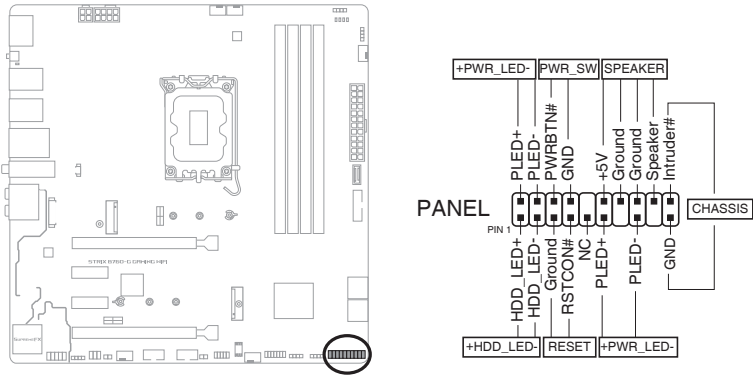 +PWR_LED- PWR_SW SPEAKER
PLED+
PLED-
PWRBTN#
GND
+5V
Ground
Ground
Speaker
Intruder#
PANEL
PIN 1
CHASSIS
HDD_LED+
HDD_LED-
Ground
RSTCON#
NC
PLED+
PLED-
GND
+HDD_LED- RESET +PWR_LED-